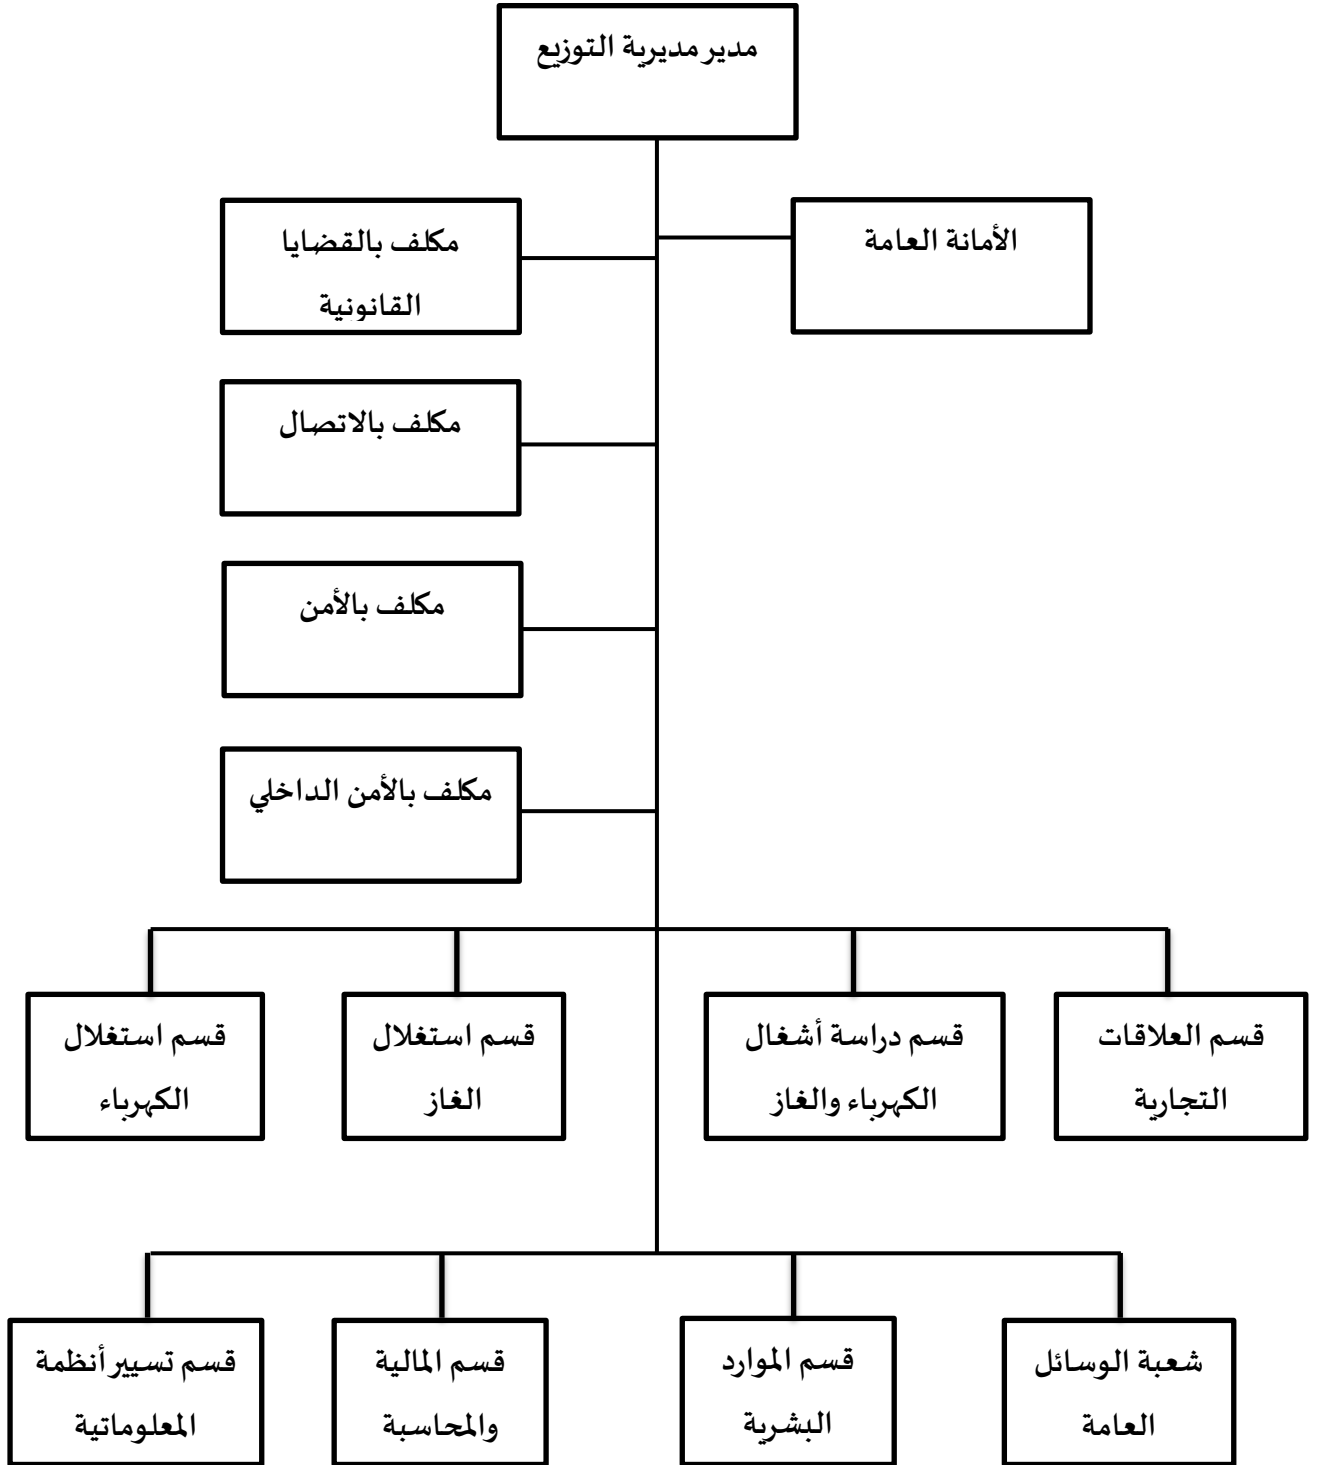 مدير مديرية التوزيع
الأمانة العامة
مكلف بالقضايا
القانونية
مكلف بالاتصال
مكلف بالأمن
مكلف بالأمن الداخلي
قسم العلاقات
التجارية
قسم دراسة أشغال
الكهرباء والغاز
قسم استغلال
الغاز
قسم استغلال
الكهرباء
شعبة الوسائل
العامة
قسم الموارد
البشرية
قسم المالية
والمحاسبة
قسم تسيير أنظمة
المعلوماتية